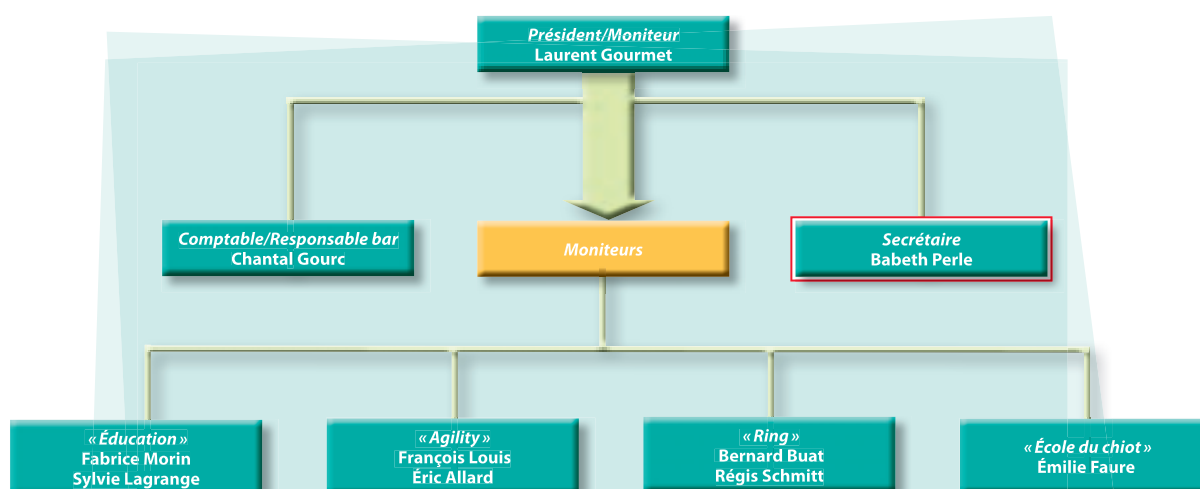 Président/Moniteur
Laurent Gourmet
Comptable/Responsable bar
Chantal Gourc
Moniteurs
Secrétaire
Babeth Perle
« Éducation »
Fabrice Morin
Sylvie Lagrange
« Agility »
François Louis
Éric Allard
« Ring »
Bernard Buat
Régis Schmitt
« École du chiot »
Émilie Faure